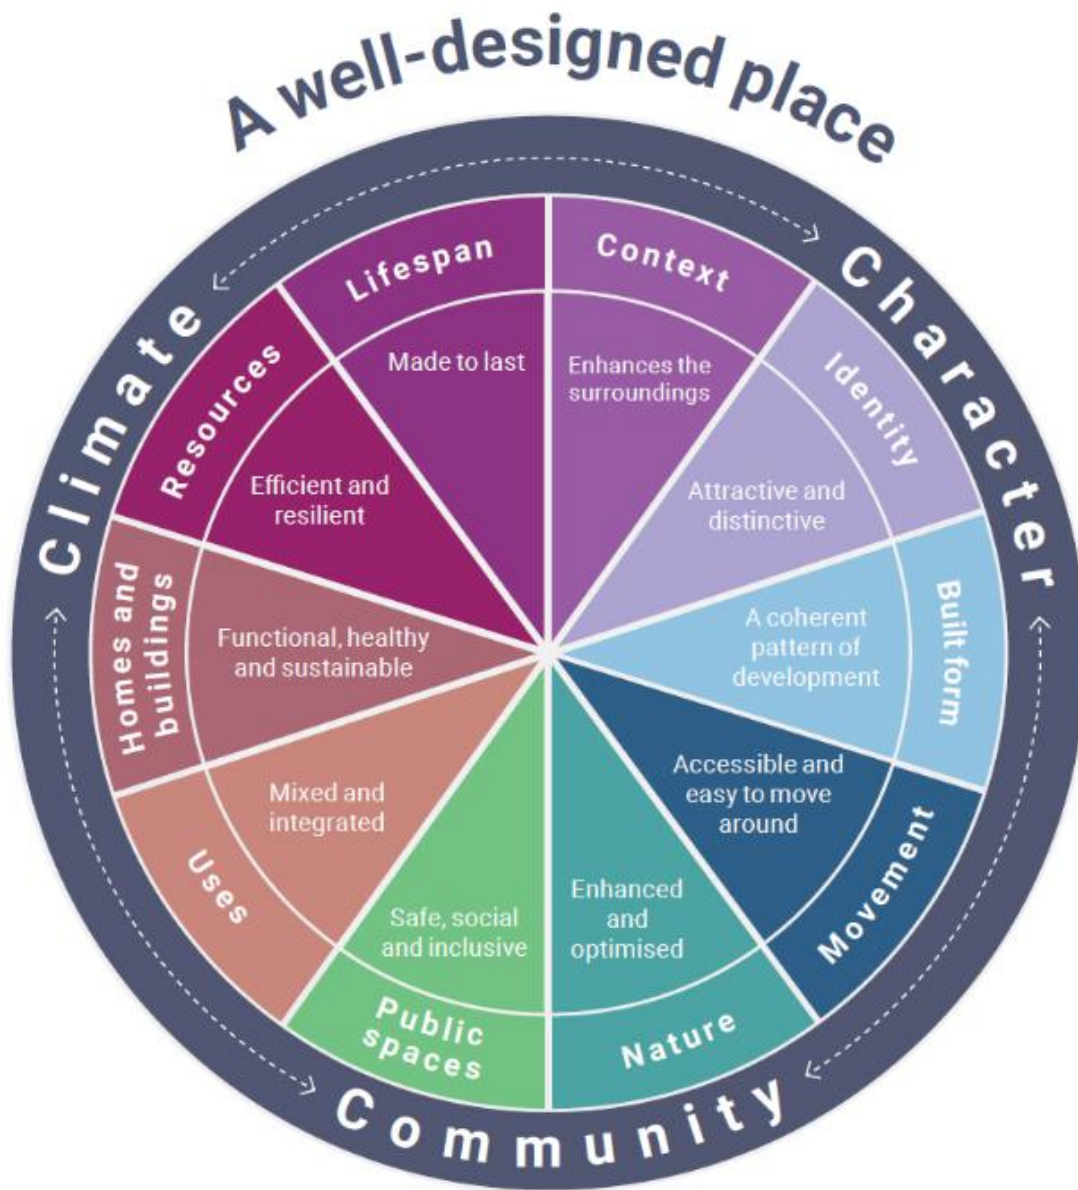 A well-designed place
Climate
Character
Community
Context
Enhances the
surroundings
Identity
Attractive and
distinctive
Built form
A coherent
pattern of
development
Movement
Accessible and
easy to move
around
Nature
Enhanced
and
optimised
Public
spaces
Safe, social
and inclusive
Uses
Mixed and
integrated
Homes and
buildings
Functional, healthy
and sustainable
Resources
Efficient and
resilient
Lifespan
Made to last